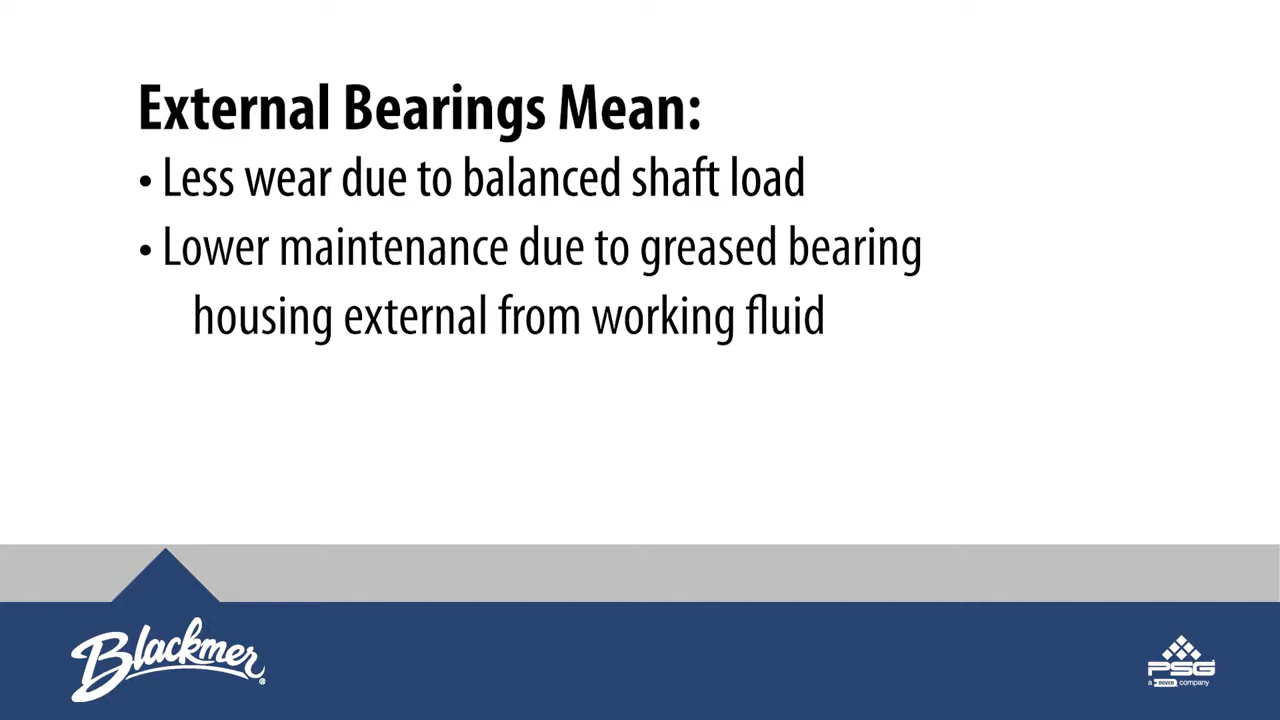 External Bearings Mean:
• Less wear due to balanced shaft load
• Lower maintenance due to greased bearing
housing external from working fluid
Blackmer®
PSG
a DOVER company